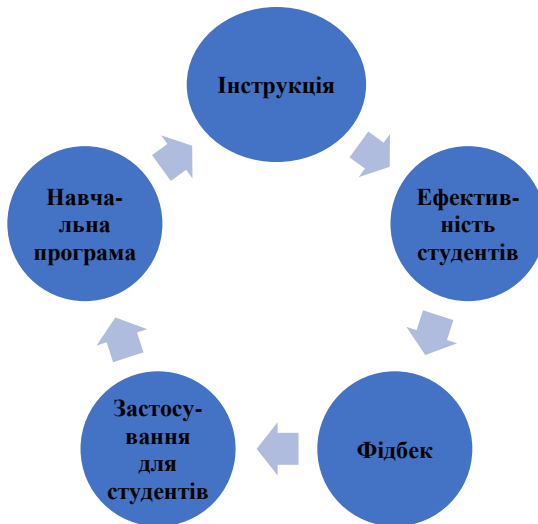 Інструкція
Ефектив-
ність
студентів
Фідбек
Застосу-
вання
для
студентів
Навча-
льна
програма